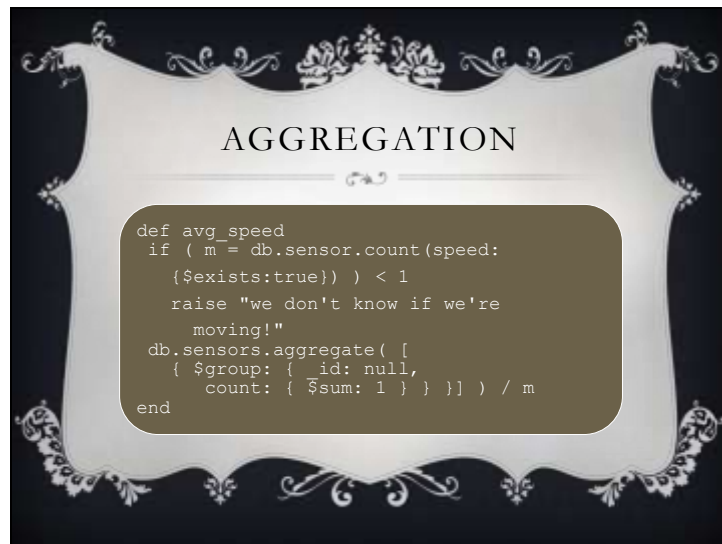 AGGREGATION
def avg_speed
if ( m = db.sensor.count(speed:
{$exists:true}) ) < 1
raise "we don't know if we're
moving!"
db.sensors.aggregate( [
{ $group: { _id: null,
count: { $sum: 1 } } }] ) / m
end